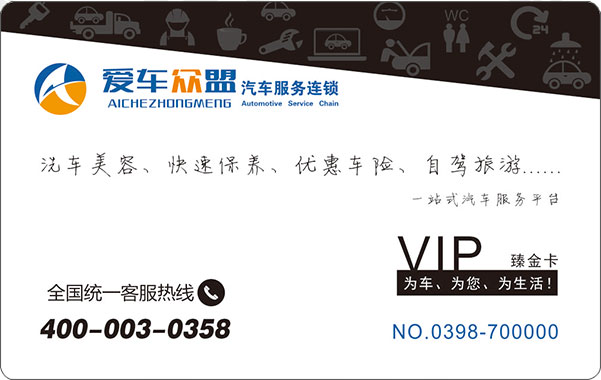 WC
24
爱车众盟 汽车服务连锁
AICHEZHONGMENG Automotive Service Chain
洗车美容、快速保养、优惠车险、自驾旅游......
一站式汽车服务平台
VIP 臻金卡
为车、为您、为生活!
全国统一客服热线
400-003-0358
NO.0398-700000